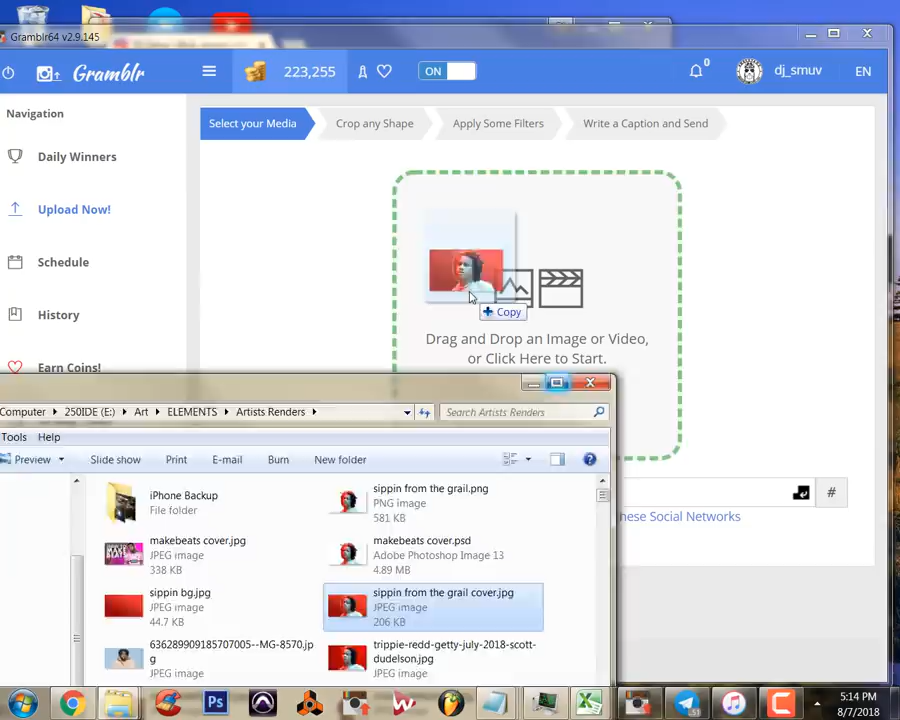 Gramblr64 v2.9.145
Gramblr
223,255
ON
0
dj_smuv
EN
Navigation
Daily Winners
Upload Now!
Schedule
History
Earn Coins!
Select your Media
Crop any Shape
Apply Some Filters
Write a Caption and Send
Copy
Drag and Drop an Image or Video,
or Click Here to Start.
#
nese Social Networks
Computer
250IDE (E:)
Art
ELEMENTS
Artists Renders
Search Artists Renders
Tools Help
Preview
Slide show
Print
E-mail
Burn
New folder
iPhone Backup
File folder
sippin from the grail.png
PNG image
581 KB
makebeats cover.jpg
JPEG image
338 KB
makebeats cover.psd
Adobe Photoshop Image 13
4.89 MB
sippin bg.jpg
JPEG image
44.7 KB
sippin from the grail cover.jpg
JPEG image
206 KB
636289909185707005--MG-8570.jp
g
JPEG image
trippie-redd-getty-july-2018-scott-
dudelson.jpg
JPEG image
Ps
5:14 PM
8/7/2018